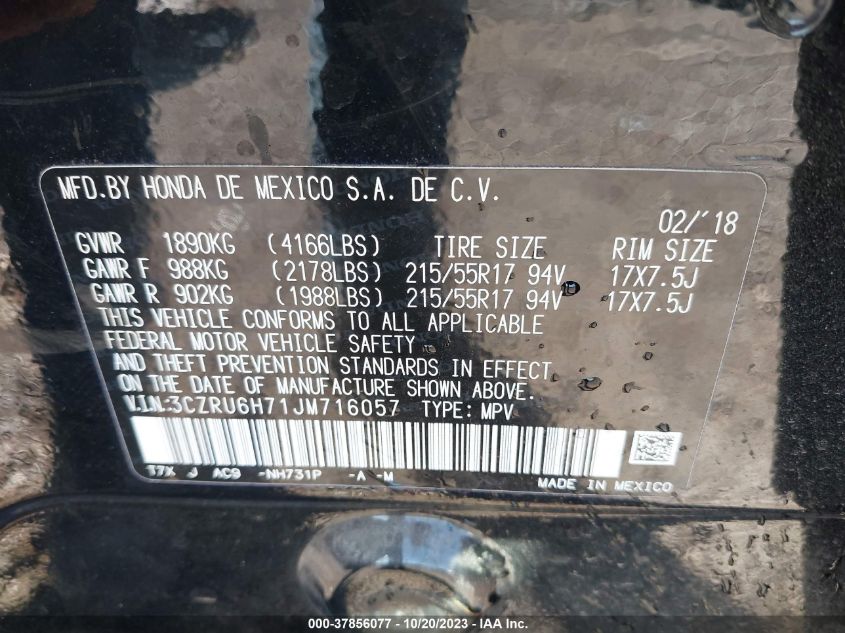 MFD.BY HONDA DE MEXICO S.A. DE C.V.
02/'18
GVWR 1890KG (4166LBS) TIRE SIZE RIM SIZE
GAWR F 988KG (2178LBS) 215/55R17 94V 17X7.5J
GAWR R 902KG (1988LBS) 215/55R17 94V 17X7.5J
THIS VEHICLE CONFORMS TO ALL APPLICABLE
FEDERAL MOTOR VEHICLE SAFETY
AND THEFT PREVENTION STANDARDS IN EFFECT
ON THE DATE OF MANUFACTURE SHOWN ABOVE.
V.I.N:3CZRU6H71JM716057 TYPE: MPV
T7X J AC9 -NH731P -A -M
MADE IN MEXICO
000-37856077 - 10/20/2023 - IAA Inc.